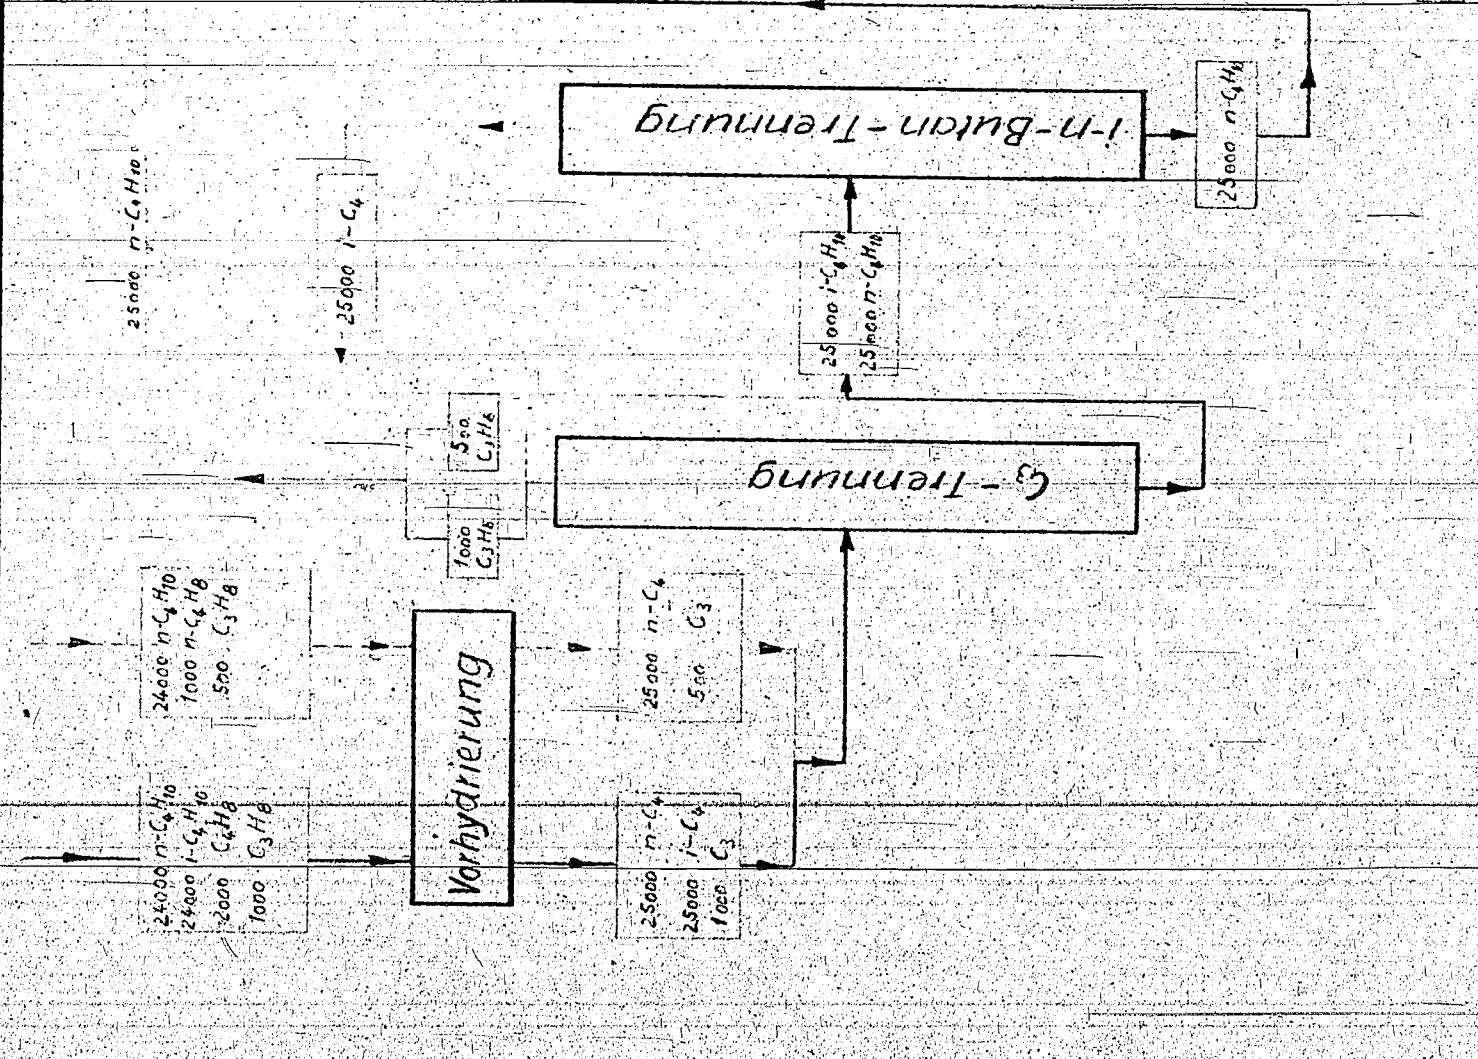 24000 n-C₄H₁₀
24000 i-C₄H₁₀
2000 C₄H₈
1000 C₃H₈
24000 n-C₄H₁₀
1000 n-C₄H₈
500 C₃H₈
Vorhydrierung
25000 n-C₄
25000 i-C₄
1000 C₃
25000 n-C₄
500 C₃
1000
C₃H₈
500
C₃H₈
C₃-Trennung
25000 i-C₄H₁₀
25000 n-C₄H₁₀
i-n-Butan-Trennung
25000 n-C₄H₁₀
25000 i-C₄
25000 n-C₄H₁₀